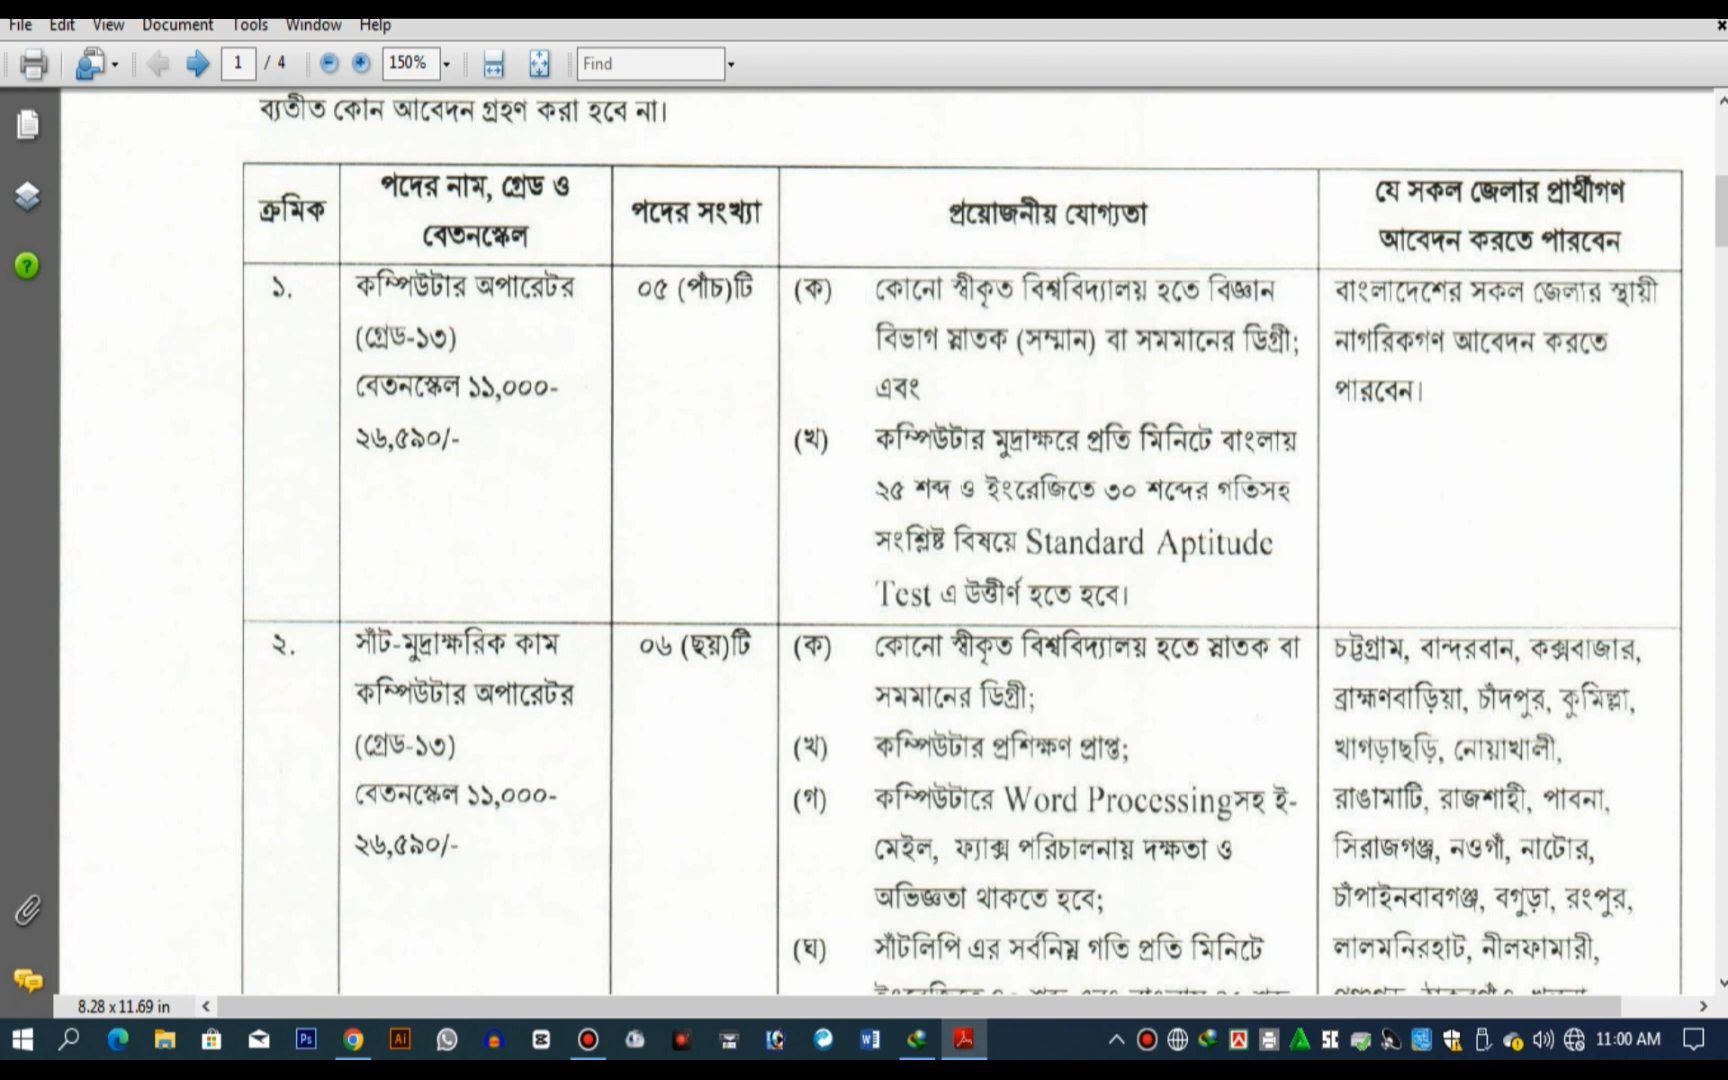 File Edit View Document Tools Window Help
1 / 4 150% Find
ব্যতীত কোন আবেদন গ্রহণ করা হবে না।
ক্রমিক
পদের নাম, গ্রেড ও
বেতনস্কেল
পদের সংখ্যা
প্রয়োজনীয় যোগ্যতা
যে সকল জেলার প্রার্থীগণ
আবেদন করতে পারবেন
১.
কম্পিউটার অপারেটর
(গ্রেড-১৩)
বেতনস্কেল ১১,০০০-
২৬,৫৯০/-
০৫ (পাঁচ)টি
(ক) কোনো স্বীকৃত বিশ্ববিদ্যালয় হতে বিজ্ঞান
বিভাগ স্নাতক (সম্মান) বা সমমানের ডিগ্রী;
এবং
(খ) কম্পিউটার মুদ্রাক্ষরে প্রতি মিনিটে বাংলায়
২৫ শব্দ ও ইংরেজিতে ৩০ শব্দের গতিসহ
সংশ্লিষ্ট বিষয়ে Standard Aptitude
Test এ উত্তীর্ণ হতে হবে।
বাংলাদেশের সকল জেলার স্থায়ী
নাগরিকগণ আবেদন করতে
পারবেন।
২.
সাঁট-মুদ্রাক্ষরিক কাম
কম্পিউটার অপারেটর
(গ্রেড-১৩)
বেতনস্কেল ১১,০০০-
২৬,৫৯০/-
০৬ (ছয়)টি
(ক) কোনো স্বীকৃত বিশ্ববিদ্যালয় হতে স্নাতক বা
সমমানের ডিগ্রী;
(খ) কম্পিউটার প্রশিক্ষণ প্রাপ্ত;
(গ) কম্পিউটারে Word Processingসহ ই-
মেইল, ফ্যাক্স পরিচালনায় দক্ষতা ও
অভিজ্ঞতা থাকতে হবে;
(ঘ) সাঁটলিপি এর সর্বনিম্ন গতি প্রতি মিনিটে
চট্টগ্রাম, বান্দরবান, কক্সবাজার,
ব্রাহ্মণবাড়িয়া, চাঁদপুর, কুমিল্লা,
খাগড়াছড়ি, নোয়াখালী,
রাঙামাটি, রাজশাহী, পাবনা,
সিরাজগঞ্জ, নওগাঁ, নাটোর,
চাঁপাইনবাবগঞ্জ, বগুড়া, রংপুর,
লালমনিরহাট, নীলফামারী,
8.28 x 11.69 in
Ps Ai
11:00 AM